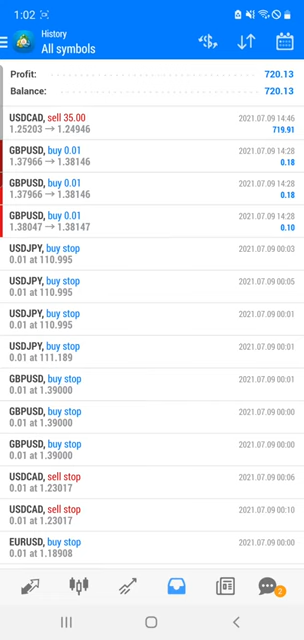 1:02
History
All symbols
Profit: 720.13
Balance: 720.13
USDCAD, sell 35.00 2021.07.09 14:46
1.25203 → 1.24946 719.91
GBPUSD, buy 0.01 2021.07.09 14:28
1.37966 → 1.38146 0.18
GBPUSD, buy 0.01 2021.07.09 14:28
1.37966 → 1.38146 0.18
GBPUSD, buy 0.01 2021.07.09 14:28
1.38047 → 1.38147 0.10
USDJPY, buy stop 2021.07.09 00:03
0.01 at 110.995
USDJPY, buy stop 2021.07.09 00:05
0.01 at 110.995
USDJPY, buy stop 2021.07.09 00:01
0.01 at 110.995
USDJPY, buy stop 2021.07.09 00:01
0.01 at 111.189
GBPUSD, buy stop 2021.07.09 00:01
0.01 at 1.39000
GBPUSD, buy stop 2021.07.09 00:00
0.01 at 1.39000
GBPUSD, buy stop 2021.07.09 00:00
0.01 at 1.39000
USDCAD, sell stop 2021.07.09 00:06
0.01 at 1.23017
USDCAD, sell stop 2021.07.09 00:10
0.01 at 1.23017
EURUSD, buy stop 2021.07.09 00:00
0.01 at 1.18908
2